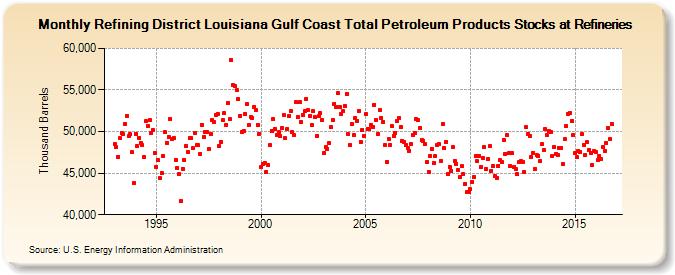 Monthly Refining District Louisiana Gulf Coast Total Petroleum Products Stocks at Refineries
Thousand Barrels
60,000
55,000
50,000
45,000
40,000
1995 2000 2005 2010 2015
Source: U.S. Energy Information Administration